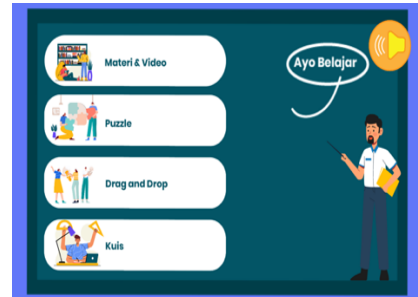 Materi & Video
Ayo Belajar
Puzzle
Drag and Drop
Kuis